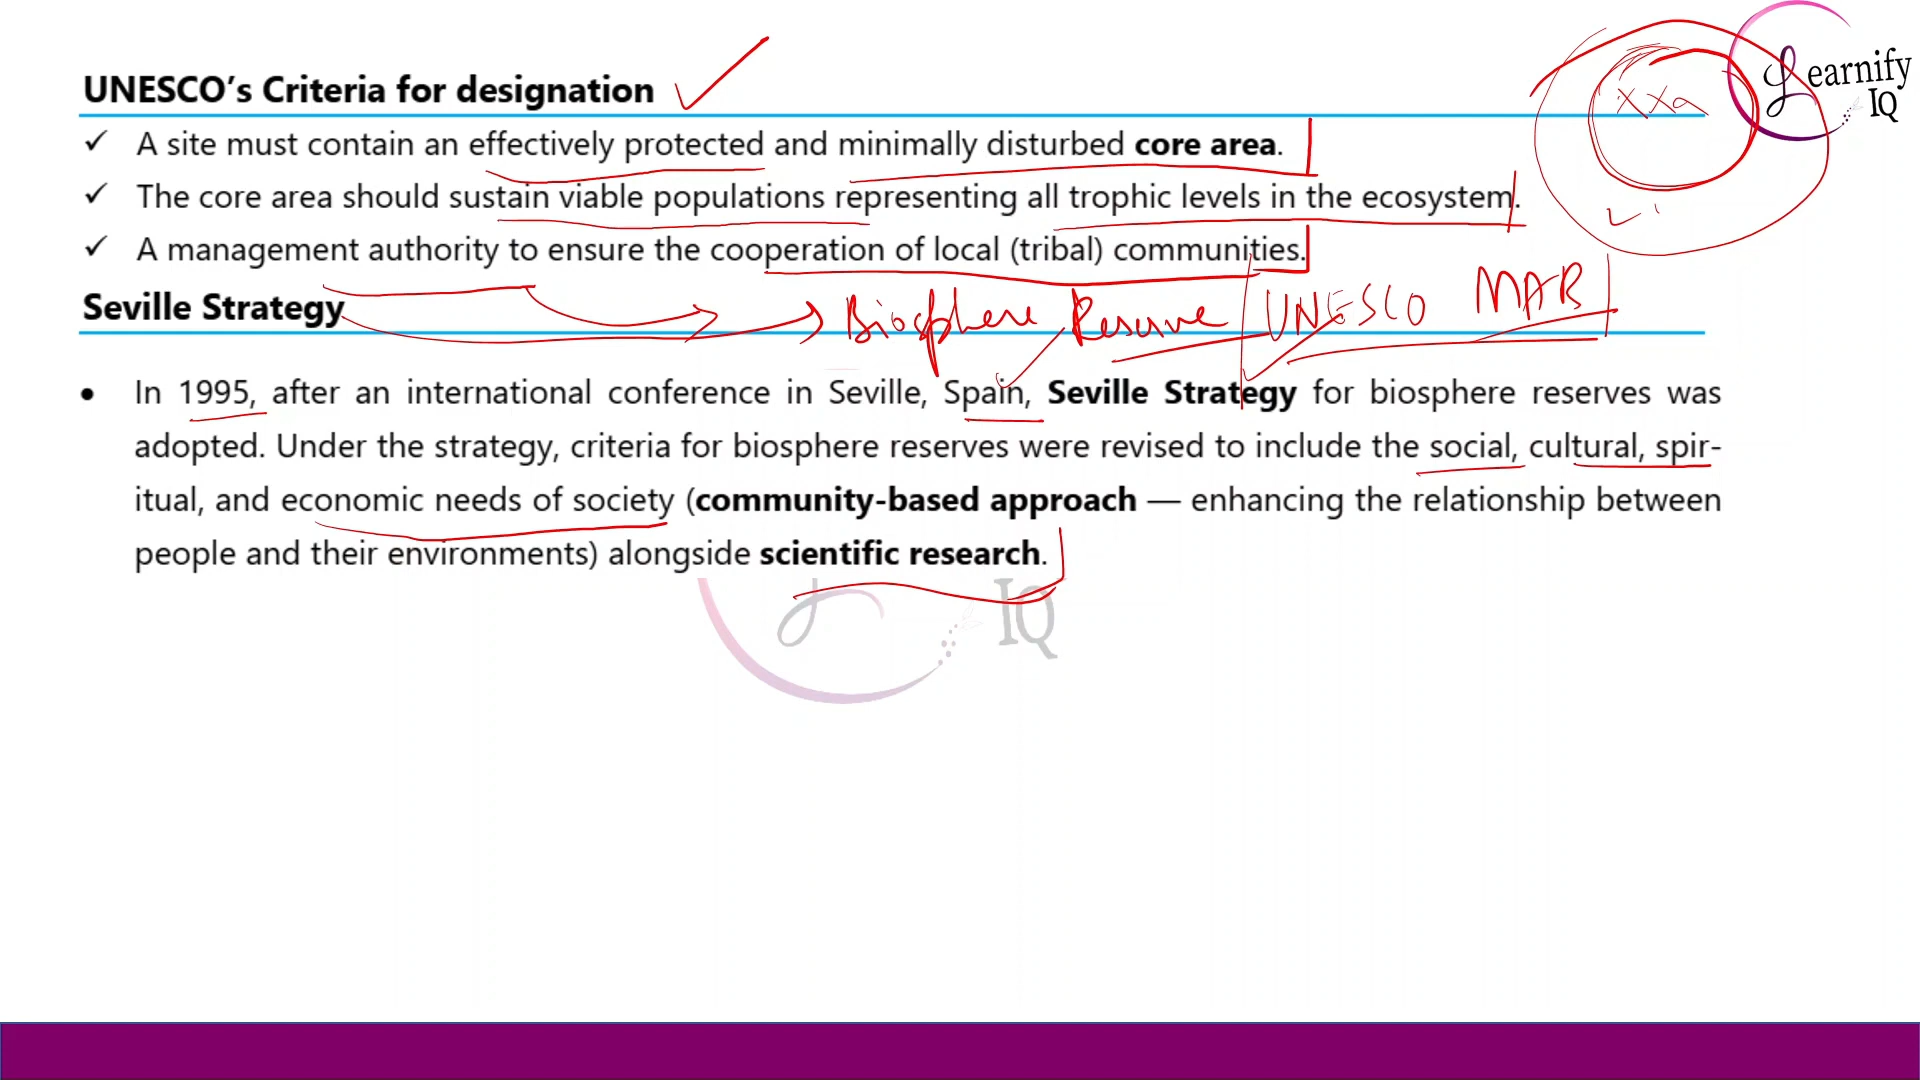 UNESCO’s Criteria for designation
✓ A site must contain an effectively protected and minimally disturbed core area.
✓ The core area should sustain viable populations representing all trophic levels in the ecosystem.
✓ A management authority to ensure the cooperation of local (tribal) communities.
Seville Strategy
Biosphere Reserve UNESCO MAB
• In 1995, after an international conference in Seville, Spain, Seville Strategy for biosphere reserves was
adopted. Under the strategy, criteria for biosphere reserves were revised to include the social, cultural, spir-
itual, and economic needs of society (community-based approach — enhancing the relationship between
people and their environments) alongside scientific research.
Learnify
IQ
IQ